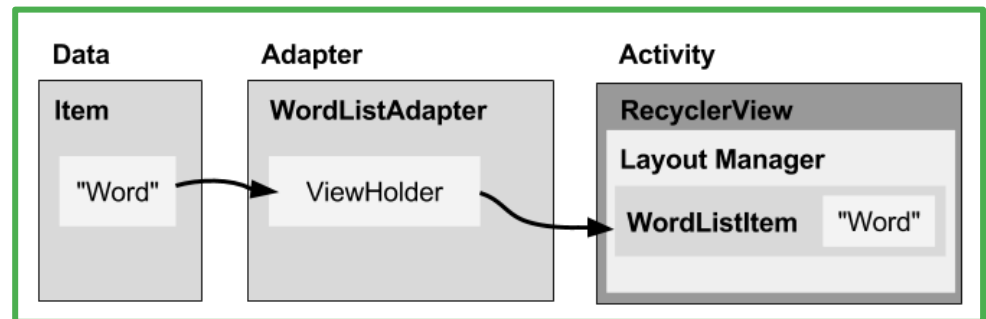 Data
Adapter
Activity
Item
WordListAdapter
RecyclerView
Layout Manager
"Word"
ViewHolder
WordListItem
"Word"